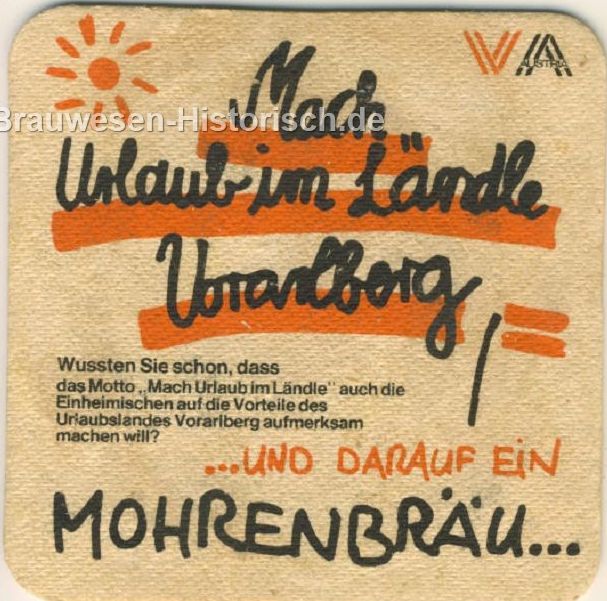 Mach
Urlaub im Ländle
Vorarlberg
V A
AUSTRIA
Brauwesen-Historisch.de
Wussten Sie schon, dass
das Motto „Mach Urlaub im Ländle" auch die
Einheimischen auf die Vorteile des
Urlaubslandes Vorarlberg aufmerksam
machen will?
...UND DARAUF EIN
MOHRENBRÄU...